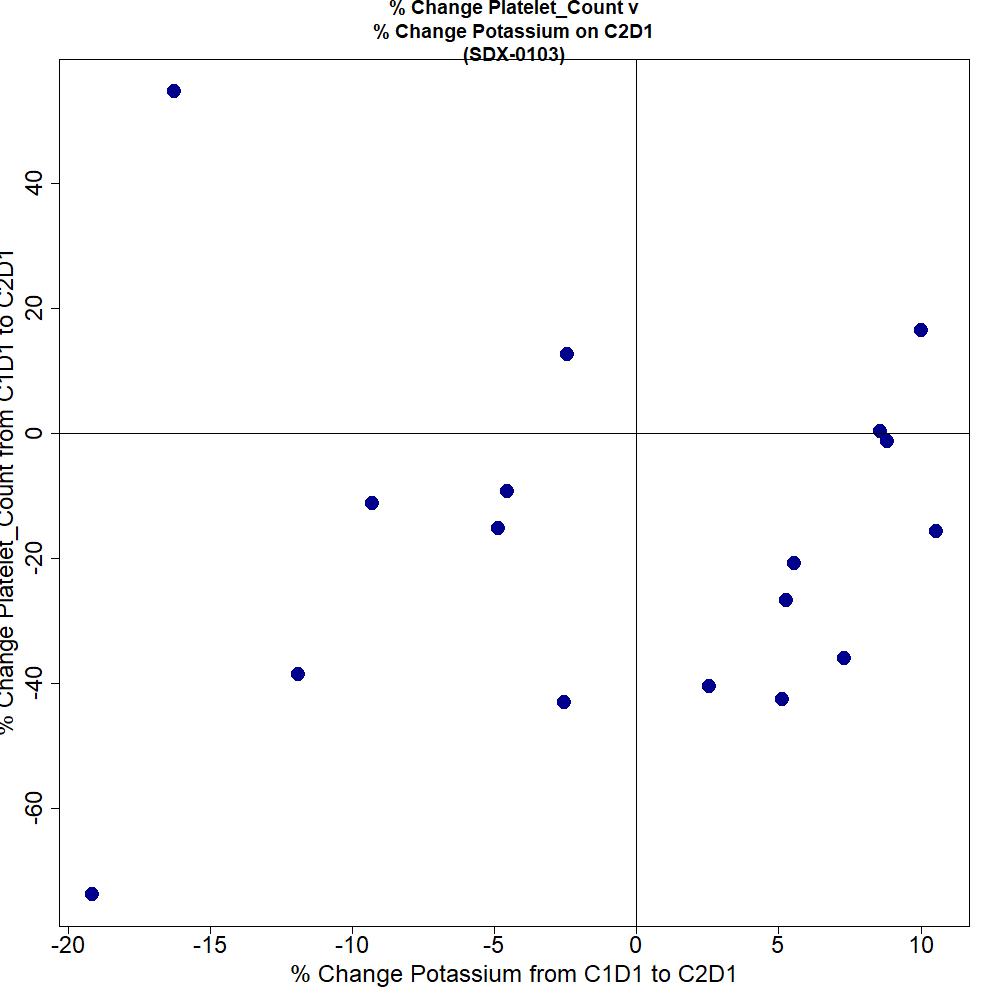 % Change Platelet_Count v
% Change Potassium on C2D1
(SDX-0103)
% Change Platelet_Count from C1D1 to C2D1
40
20
0
-20
-40
-60
-20 -15 -10 -5 0 5 10
% Change Potassium from C1D1 to C2D1